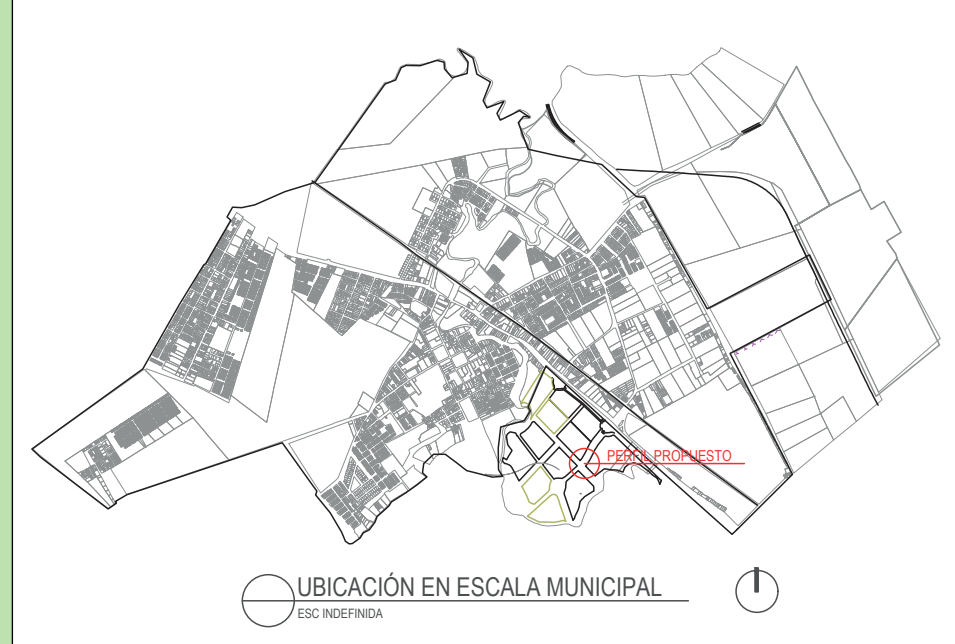 PERFIL PROPUESTO
UBICACIÓN EN ESCALA MUNICIPAL
ESC INDEFINIDA